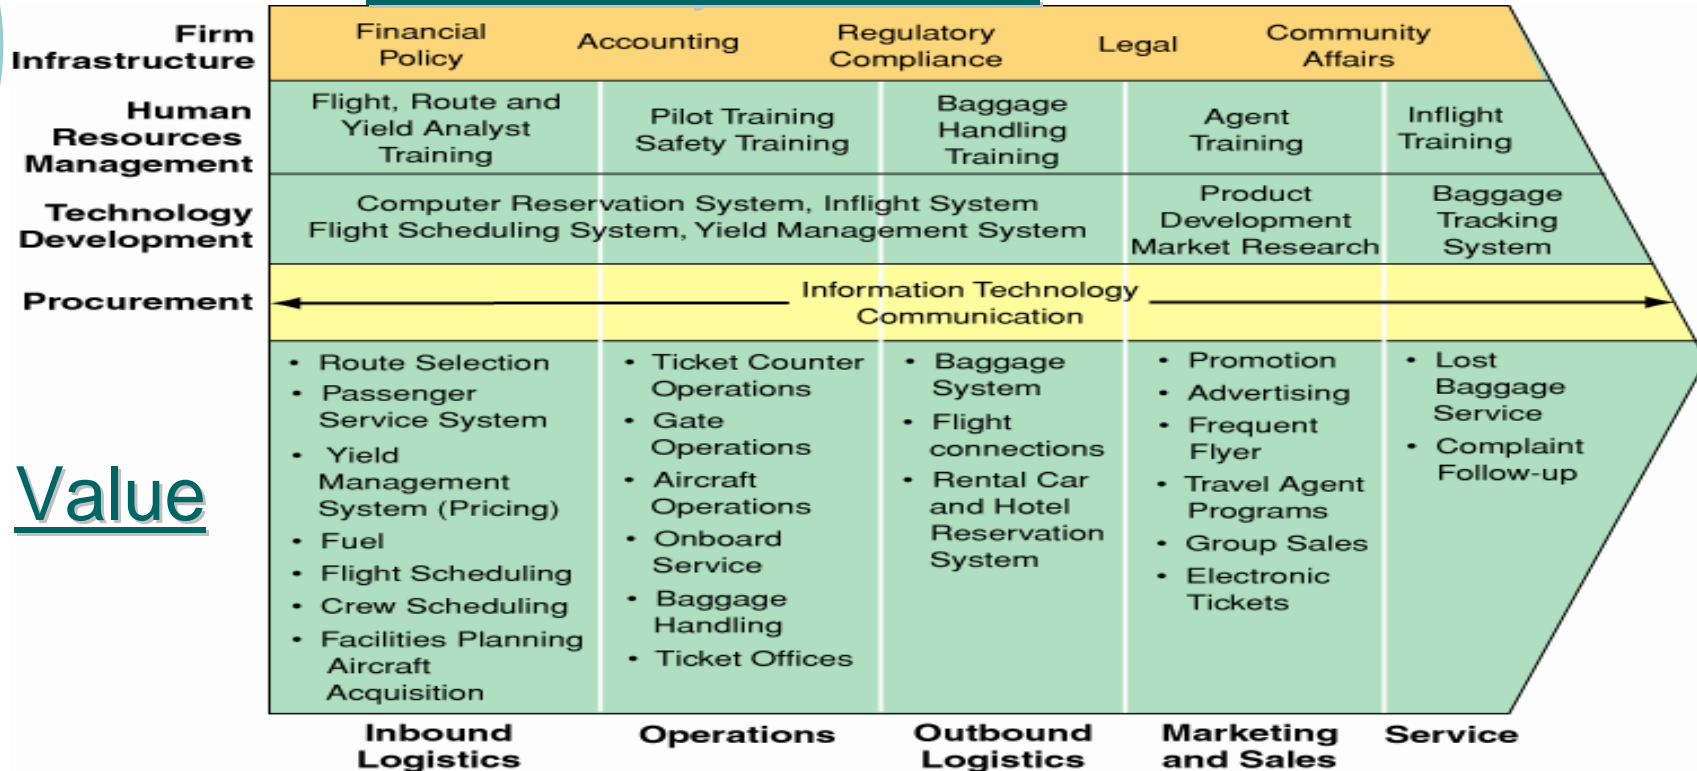 Firm
Infrastructure
Financial
Policy
Accounting
Regulatory
Compliance
Legal
Community
Affairs
Human
Resources
Management
Flight, Route and
Yield Analyst
Training
Pilot Training
Safety Training
Baggage
Handling
Training
Agent
Training
Inflight
Training
Technology
Development
Computer Reservation System, Inflight System
Flight Scheduling System, Yield Management System
Product
Development
Market Research
Baggage
Tracking
System
Procurement
Information Technology
Communication
Value
• Route Selection
• Passenger
Service System
• Yield
Management
System (Pricing)
• Fuel
• Flight Scheduling
• Crew Scheduling
• Facilities Planning
Aircraft
Acquisition
• Ticket Counter
Operations
• Gate
Operations
• Aircraft
Operations
• Onboard
Service
• Baggage
Handling
• Ticket Offices
• Baggage
System
• Flight
connections
• Rental Car
and Hotel
Reservation
System
• Promotion
• Advertising
• Frequent
Flyer
• Travel Agent
Programs
• Group Sales
• Electronic
Tickets
• Lost
Baggage
Service
• Complaint
Follow-up
Inbound
Logistics
Operations
Outbound
Logistics
Marketing
and Sales
Service